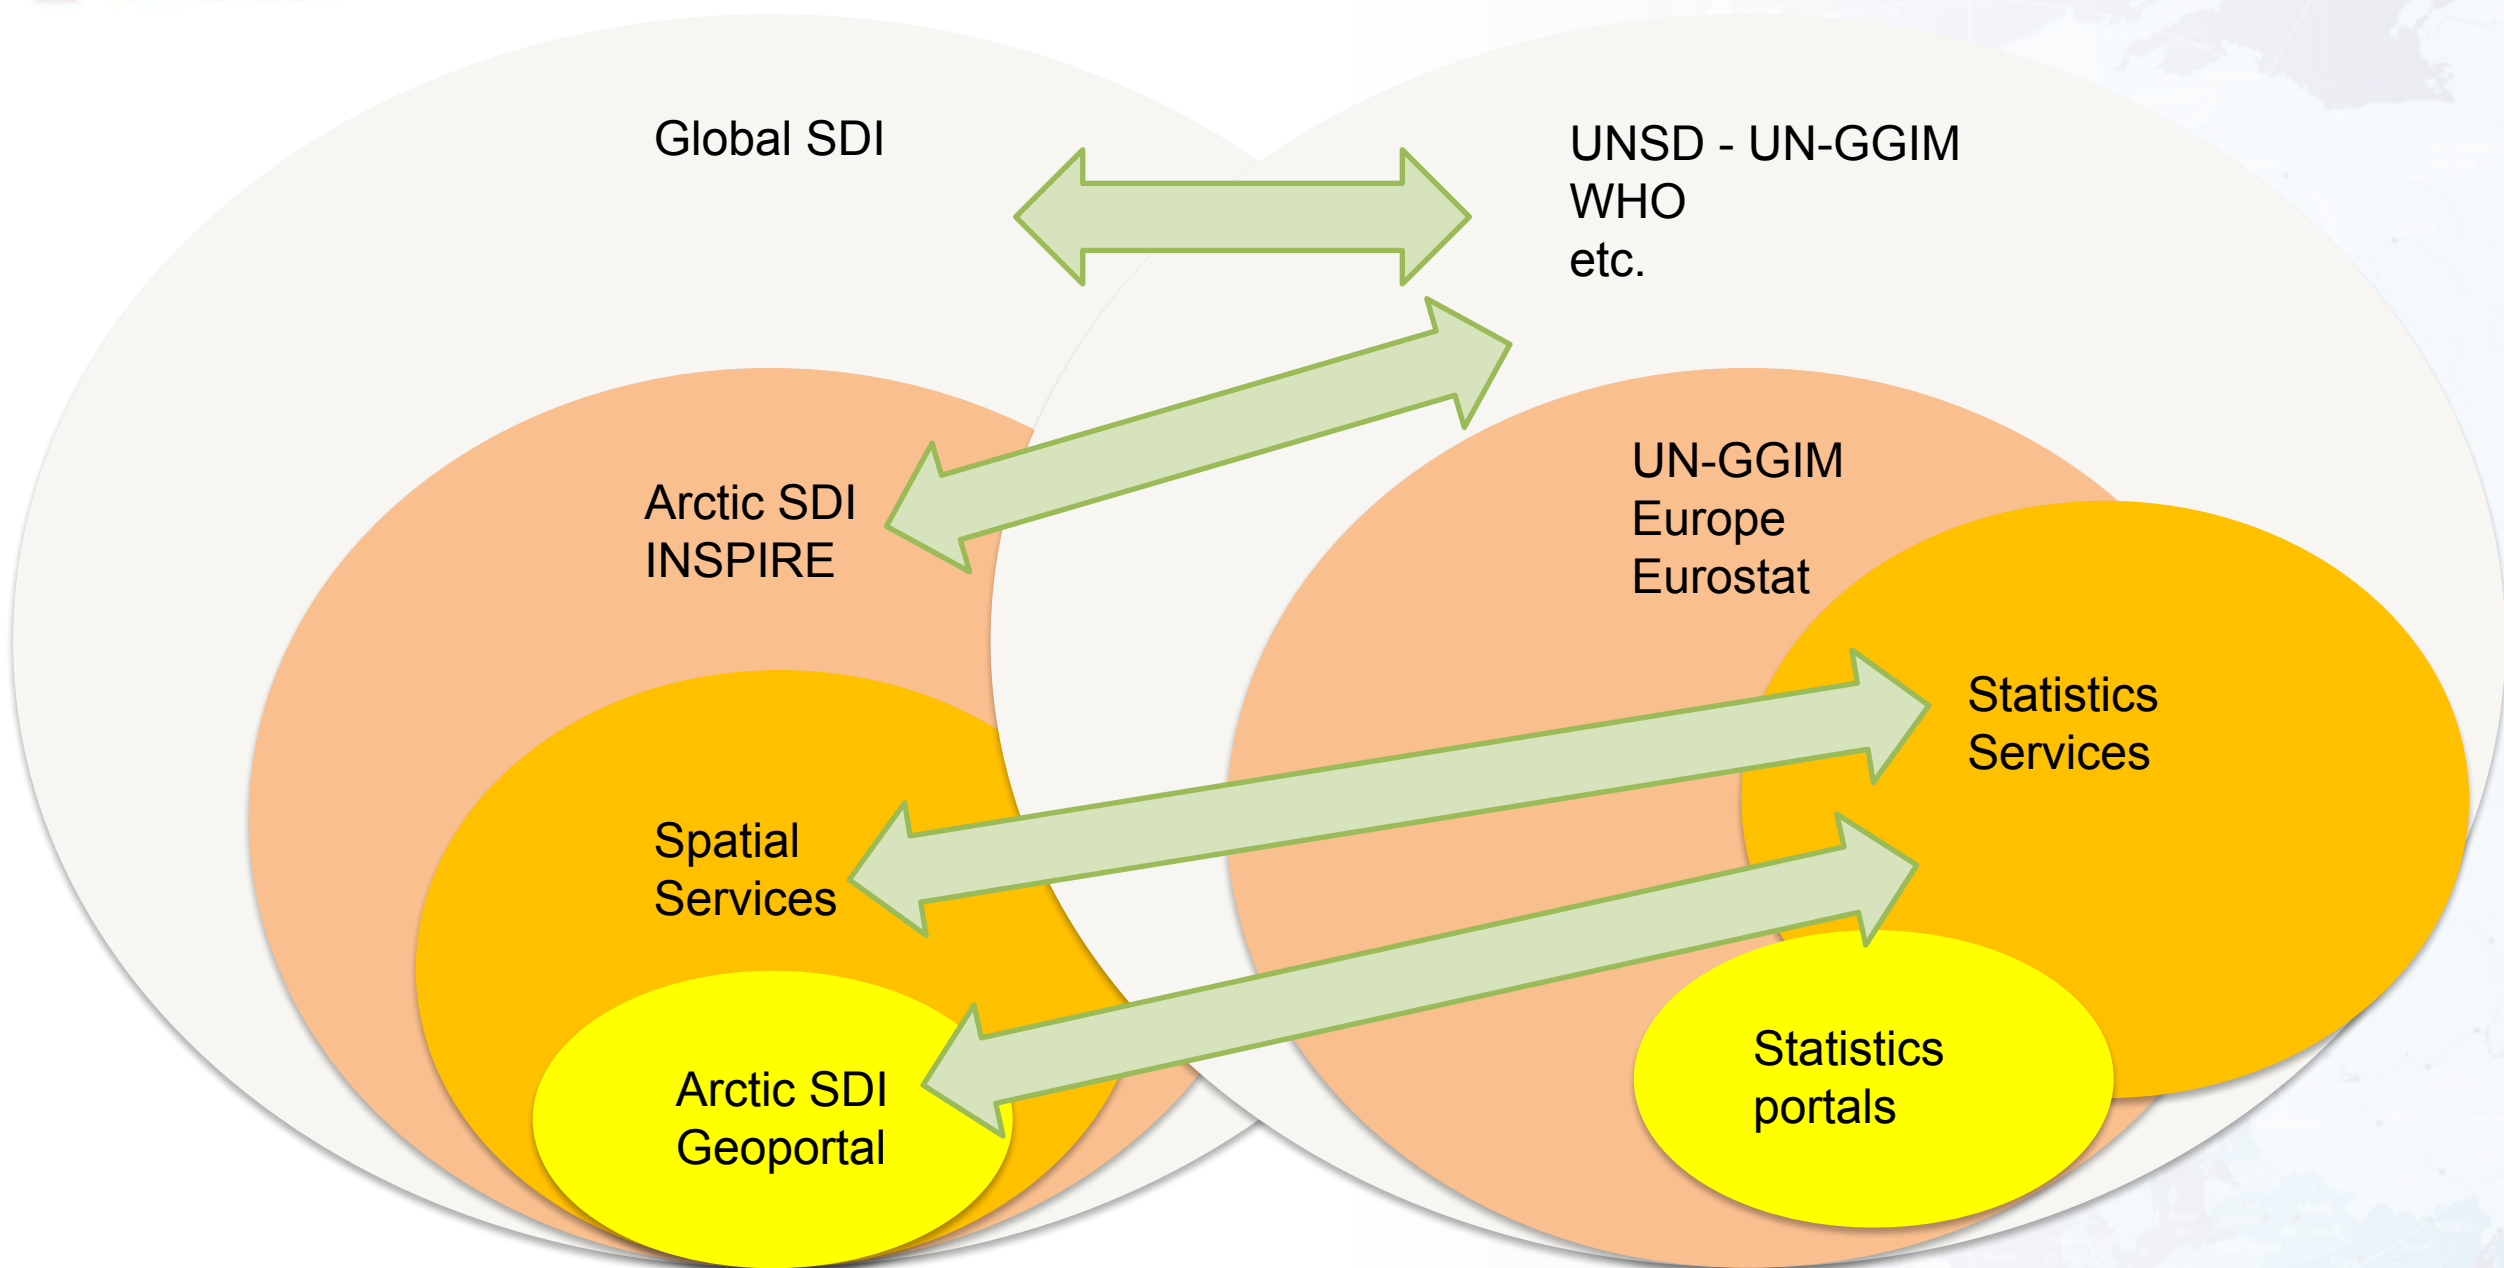 Global SDI
UNSD - UN-GGIM
WHO
etc.
Arctic SDI
INSPIRE
UN-GGIM
Europe
Eurostat
Spatial
Services
Statistics
Services
Arctic SDI
Geoportal
Statistics
portals